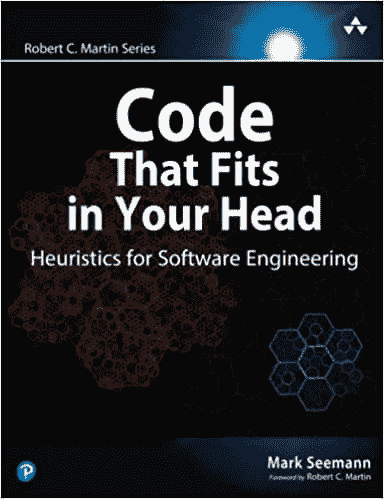 Robert C. Martin Series
Code
That Fits
in Your Head
Heuristics for Software Engineering
Mark Seemann
Foreword by Robert C. Martin